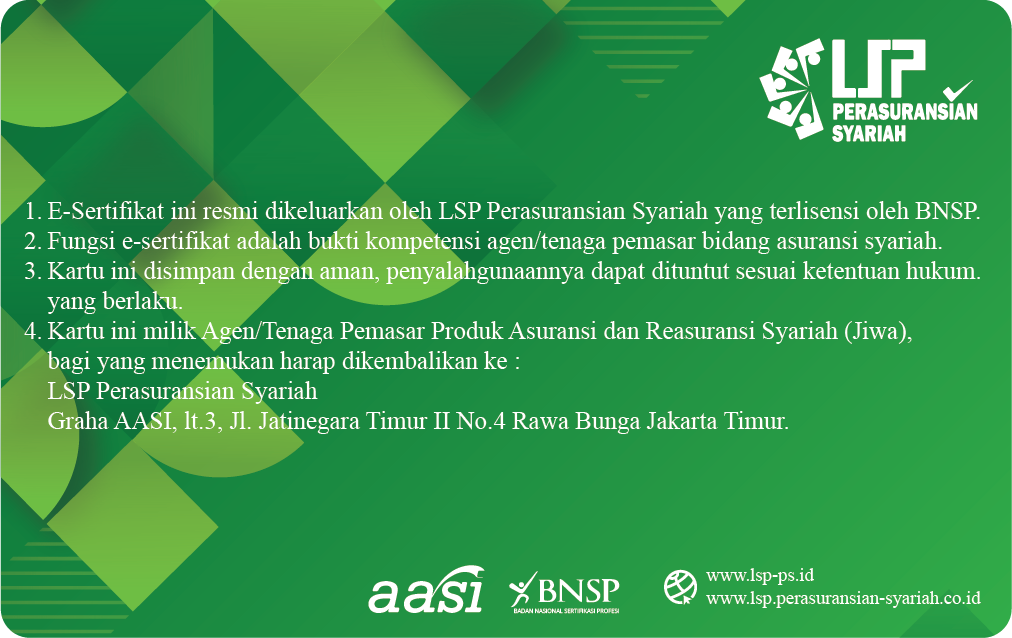 LSP
PERASURANSIAN
SYARIAH
1. E-Sertifikat ini resmi dikeluarkan oleh LSP Perasuransian Syariah yang terlisensi oleh BNSP.
2. Fungsi e-sertifikat adalah bukti kompetensi agen/tenaga pemasar bidang asuransi syariah.
3. Kartu ini disimpan dengan aman, penyalahgunaannya dapat dituntut sesuai ketentuan hukum.
yang berlaku.
4. Kartu ini milik Agen/Tenaga Pemasar Produk Asuransi dan Reasuransi Syariah (Jiwa),
bagi yang menemukan harap dikembalikan ke :
LSP Perasuransian Syariah
Graha AASI, lt.3, Jl. Jatinegara Timur II No.4 Rawa Bunga Jakarta Timur.
aasi
BNSP
BADAN NASIONAL SERTIFIKASI PROFESI
www.lsp-ps.id
www.lsp.perasuransian-syariah.co.id